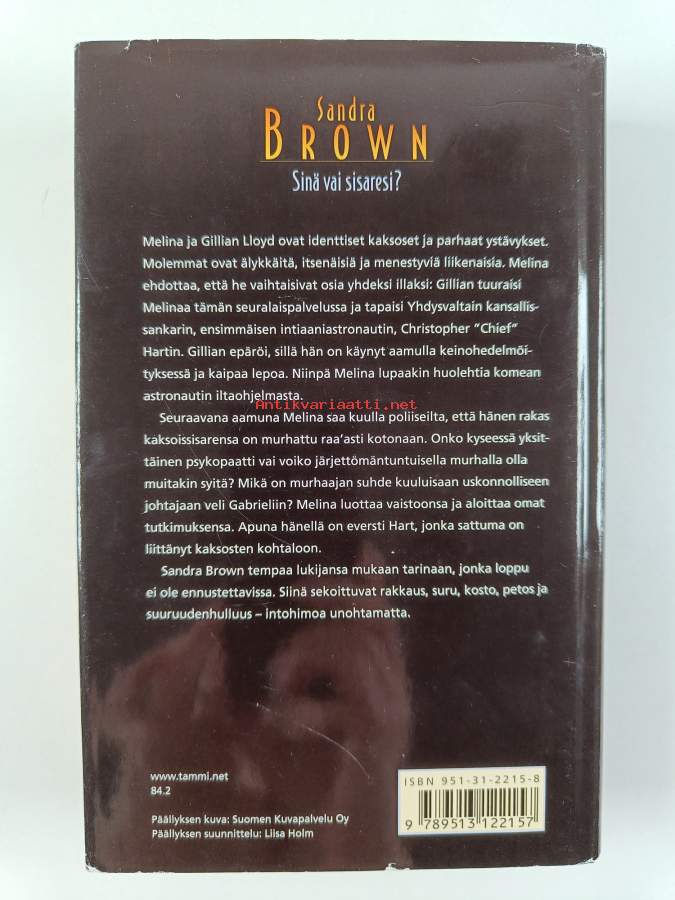 Sandra
BROWN
Sinä vai sisaresi?
Melina ja Gillian Lloyd ovat identtiset kaksoset ja parhaat ystävykset.
Molemmat ovat älykkäitä, itsenäisiä ja menestyviä liikenaisia. Melina
ehdottaa, että he vaihtaisivat osia yhdeksi illaksi: Gillian tuuraisi
Melinaa tämän seuralaispalvelussa ja tapaisi Yhdysvaltain kansallis-
sankarin, ensimmäisen intiaaniastronautin, Christopher ”Chief”
Hartin. Gillian epäröi, sillä hän on käynyt aamulla keinohedelmöi-
tyksessä ja kaipaa lepoa. Niinpä Melina lupaakin huolehtia komean
astronautin iltaohjelmasta.
Antikvariaatti.net
Seuraavana aamuna Melina saa kuulla poliiseilta, että hänen rakas
kaksoissisarensa on murhattu raa’asti kotonaan. Onko kyseessä yksit-
täinen psykopaatti vai voiko järjettömäntuntuisella murhalla olla
muitakin syitä? Mikä on murhaajan suhde kuuluisaan uskonnolliseen
johtajaan veli Gabrieliin? Melina luottaa vaistoonsa ja aloittaa omat
tutkimuksensa. Apuna hänellä on eversti Hart, jonka sattuma on
liittänyt kaksosten kohtaloon.
Sandra Brown tempaa lukijansa mukaan tarinaan, jonka loppu
ei ole ennustettavissa. Siinä sekoittuvat rakkaus, suru, kosto, petos ja
suuruudenhulluus – intohimoa unohtamatta.
www.tammi.net
84.2
Päällyksen kuva: Suomen Kuvapalvelu Oy
Päällyksen suunnittelu: Liisa Holm
ISBN 951-31-2215-8
9 789513 122157